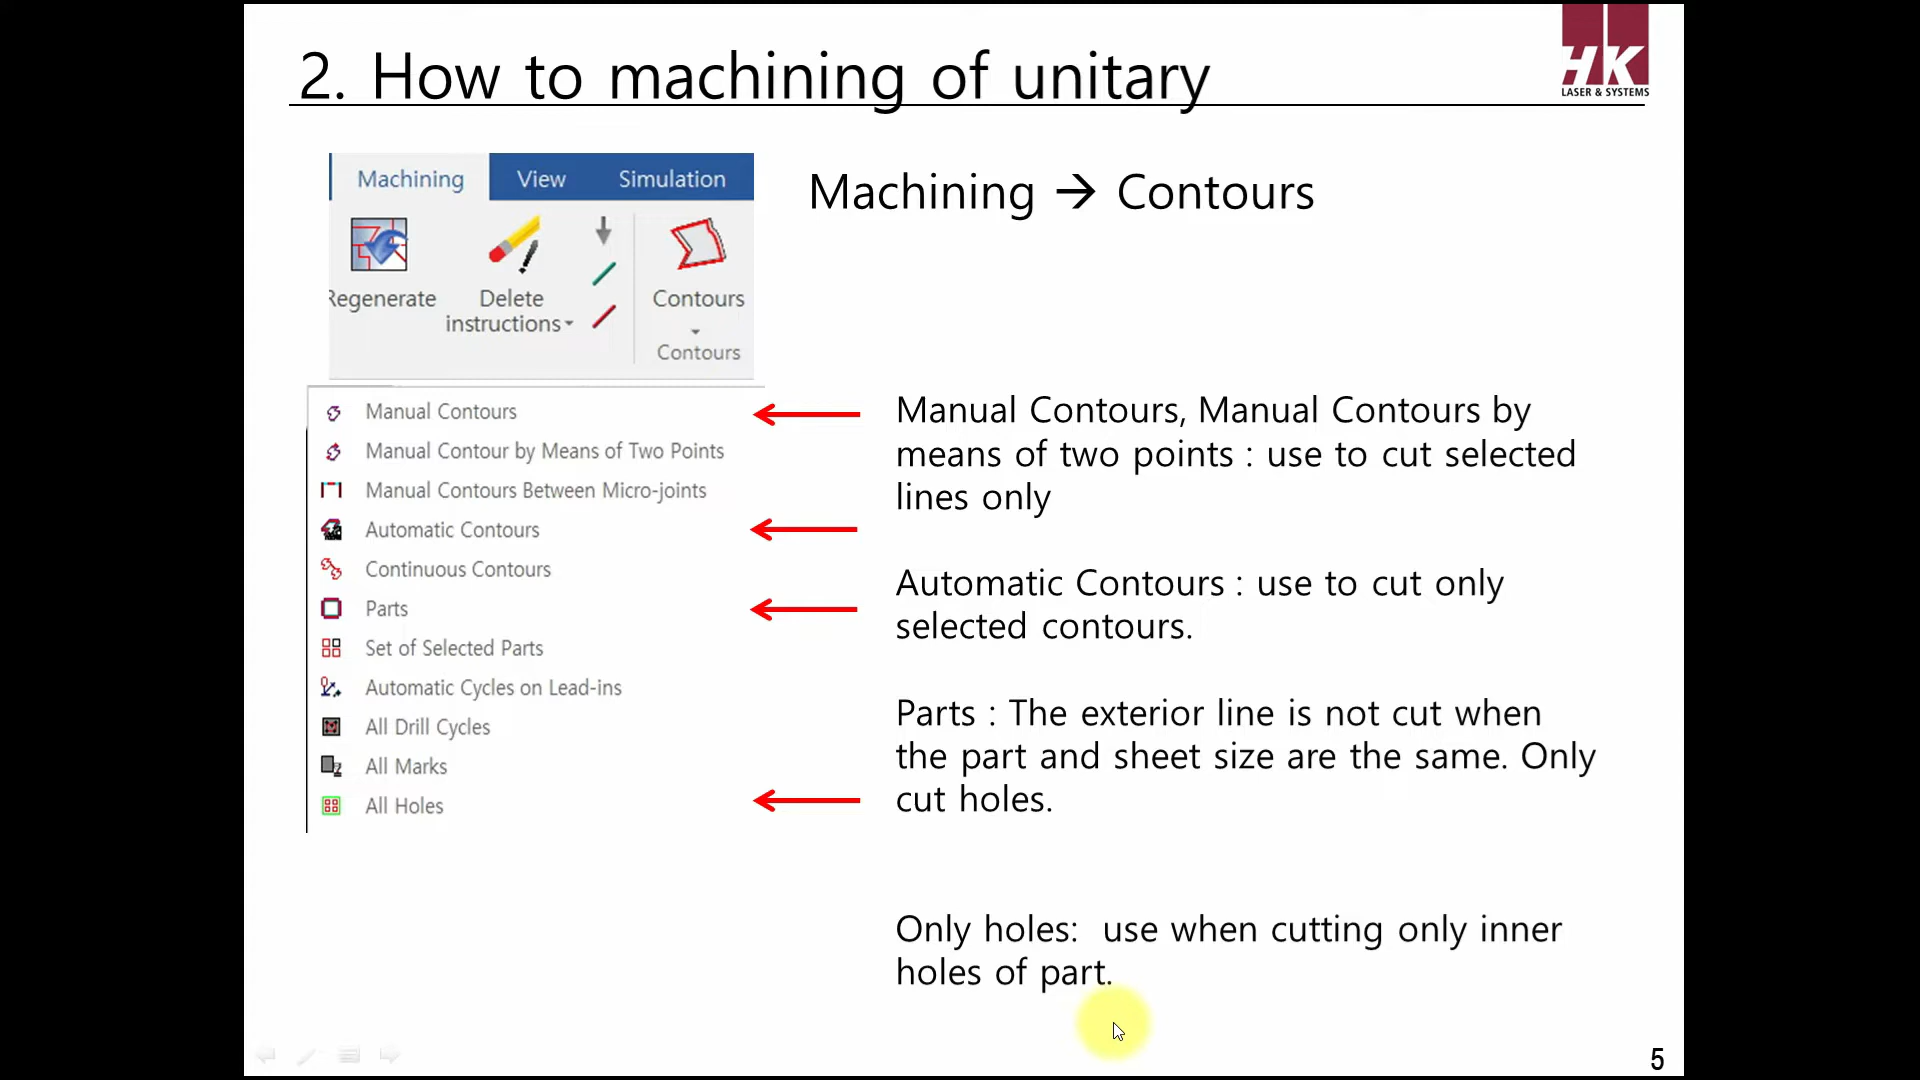 2. How to machining of unitary
HK
LASER & SYSTEMS
Machining View Simulation
Regenerate
Delete
instructions
Contours
Contours
Machining → Contours
Manual Contours
Manual Contour by Means of Two Points
Manual Contours Between Micro-joints
Automatic Contours
Continuous Contours
Parts
Set of Selected Parts
Automatic Cycles on Lead-ins
All Drill Cycles
All Marks
All Holes
Manual Contours, Manual Contours by
means of two points : use to cut selected
lines only
Automatic Contours : use to cut only
selected contours.
Parts : The exterior line is not cut when
the part and sheet size are the same. Only
cut holes.
Only holes: use when cutting only inner
holes of part.
5